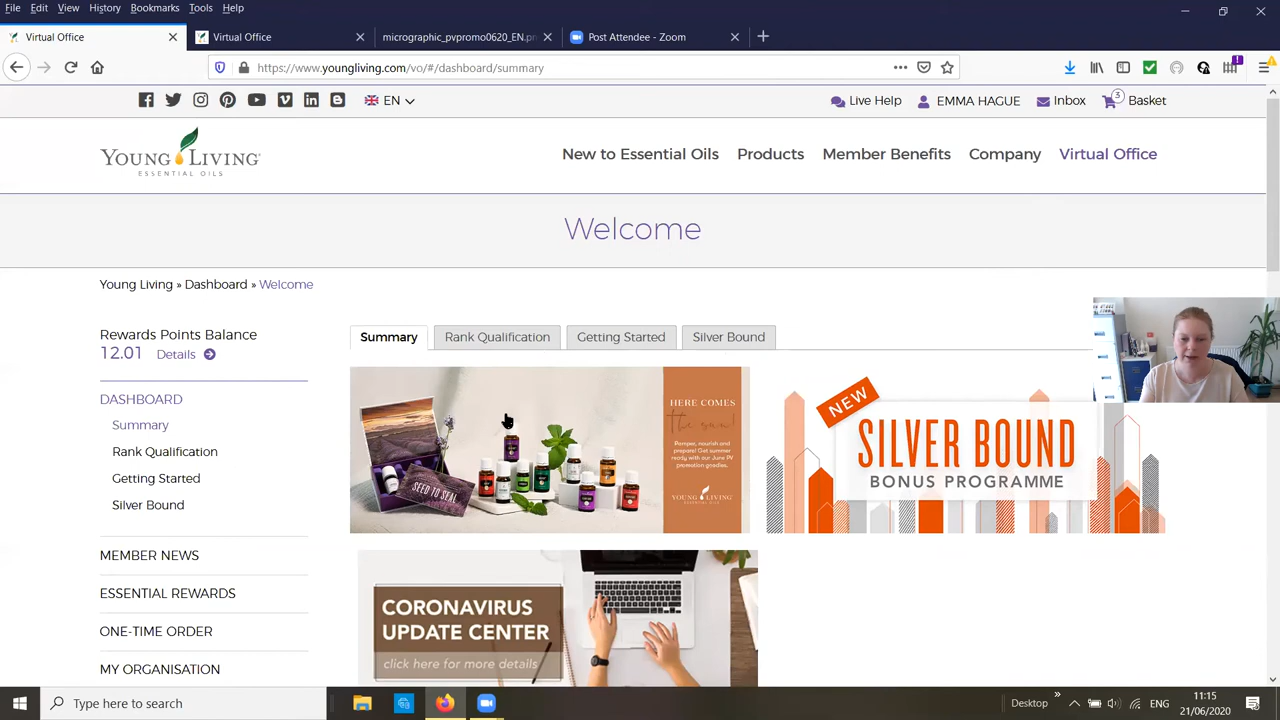 File Edit View History Bookmarks Tools Help
Virtual Office
Virtual Office
micrographic_pvpromo0620_EN.pr
Post Attendee - Zoom
https://www.youngliving.com/vo/#/dashboard/summary
EN
Live Help
EMMA HAGUE
Inbox
3
Basket
YOUNG LIVING
ESSENTIAL OILS
New to Essential Oils
Products
Member Benefits
Company
Virtual Office
Welcome
Young Living » Dashboard » Welcome
Rewards Points Balance
12.01 Details
DASHBOARD
Summary
Rank Qualification
Getting Started
Silver Bound
MEMBER NEWS
ESSENTIAL REWARDS
ONE-TIME ORDER
MY ORGANISATION
Summary
Rank Qualification
Getting Started
Silver Bound
SEED TO SEAL
HERE COMES
the sun!
Pamper, nourish and
prepare! Get summer
ready with our June PV
promotion goodies.
YOUNG LIVING
ESSENTIAL OILS
NEW
SILVER BOUND
BONUS PROGRAMME
CORONAVIRUS
UPDATE CENTER
click here for more details
Type here to search
Desktop
ENG
11:15
21/06/2020